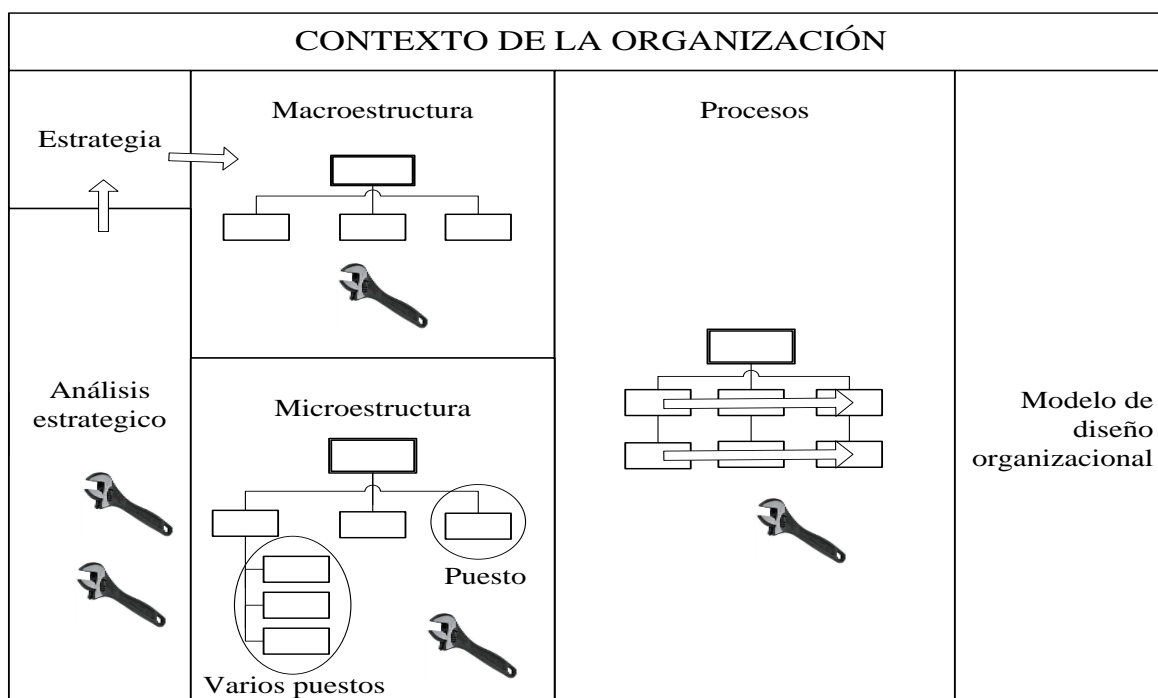 CONTEXTO DE LA ORGANIZACIÓN
Estrategia
Macroestructura
Procesos
Análisis
estrategico
Microestructura
Puesto
Varios puestos
Modelo de
diseño
organizacional